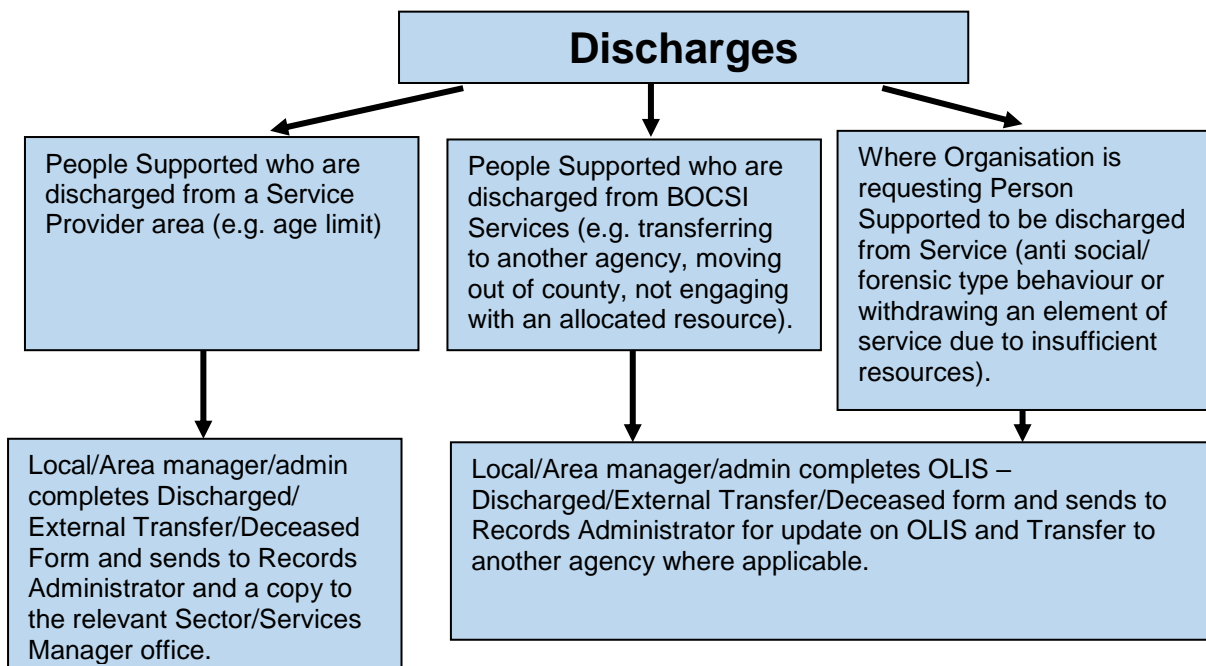 Discharges
People Supported who are
discharged from a Service
Provider area (e.g. age limit)
People Supported who are
discharged from BOCSI
Services (e.g. transferring
to another agency, moving
out of county, not engaging
with an allocated resource).
Where Organisation is
requesting Person
Supported to be discharged
from Service (anti social/
forensic type behaviour or
withdrawing an element of
service due to insufficient
resources).
Local/Area manager/admin
completes Discharged/
External Transfer/Deceased
Form and sends to Records
Administrator and a copy to
the relevant Sector/Services
Manager office.
Local/Area manager/admin completes OLIS –
Discharged/External Transfer/Deceased form and sends to
Records Administrator for update on OLIS and Transfer to
another agency where applicable.